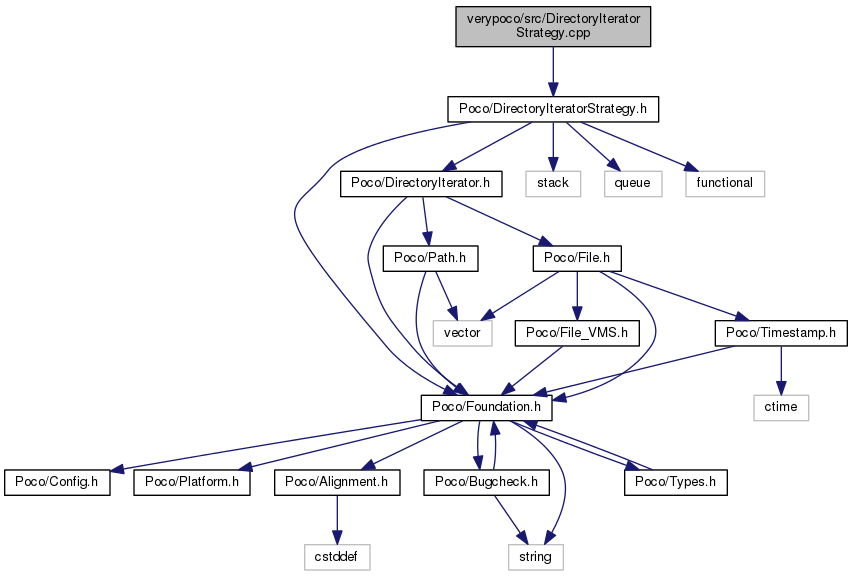 verypoco/src/DirectoryIterator
Strategy.cpp
Poco/DirectoryIteratorStrategy.h
Poco/DirectoryIterator.h
stack
queue
functional
Poco/Path.h
Poco/File.h
vector
Poco/File_VMS.h
Poco/Timestamp.h
Poco/Foundation.h
ctime
Poco/Config.h
Poco/Platform.h
Poco/Alignment.h
Poco/Bugcheck.h
Poco/Types.h
cstddef
string